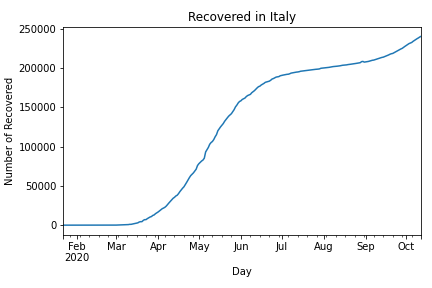 Recovered in Italy
Number of Recovered
250000
200000
150000
100000
50000
0
Feb Mar Apr May Jun Jul Aug Sep Oct
2020
Day